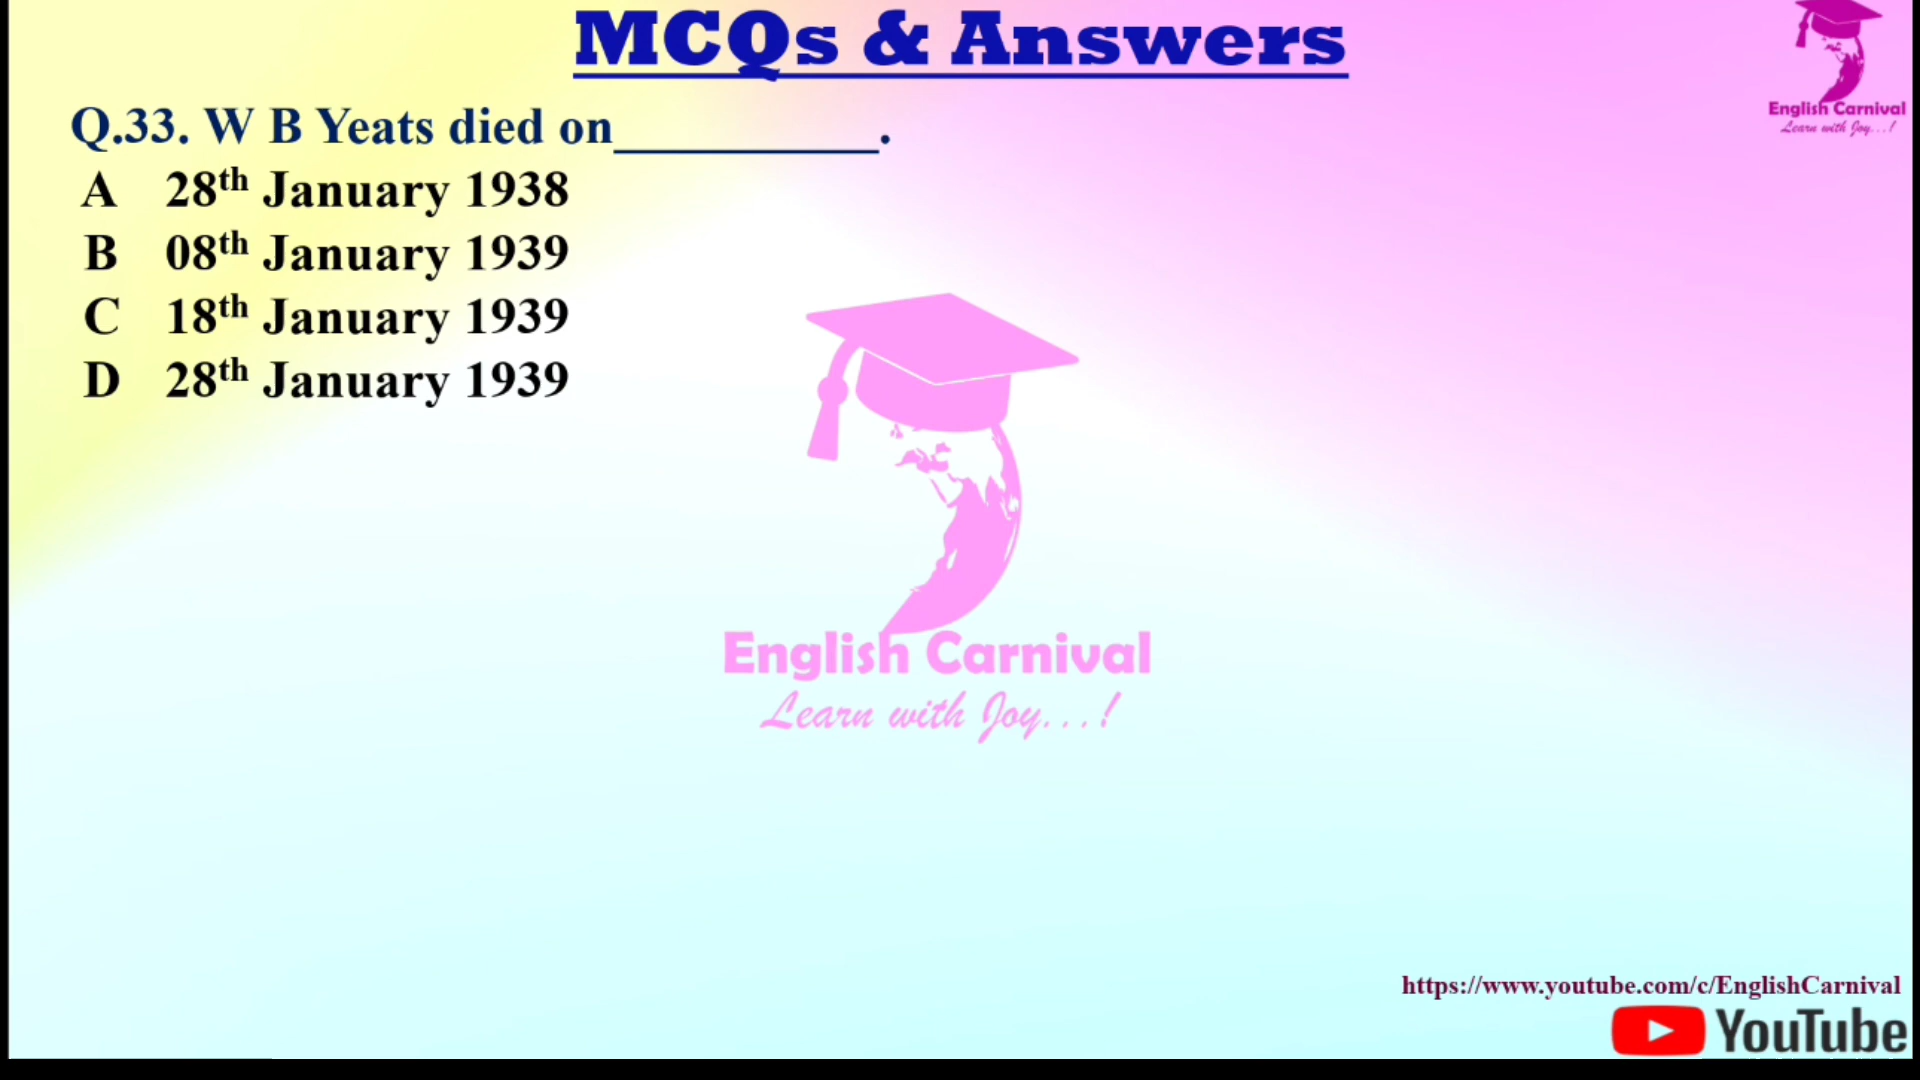 MCQs & Answers
English Carnival
Learn with Joy...!
Q.33. W B Yeats died on__________.
A 28th January 1938
B 08th January 1939
C 18th January 1939
D 28th January 1939
English Carnival
Learn with Joy...!
https://www.youtube.com/c/EnglishCarnival
YouTube